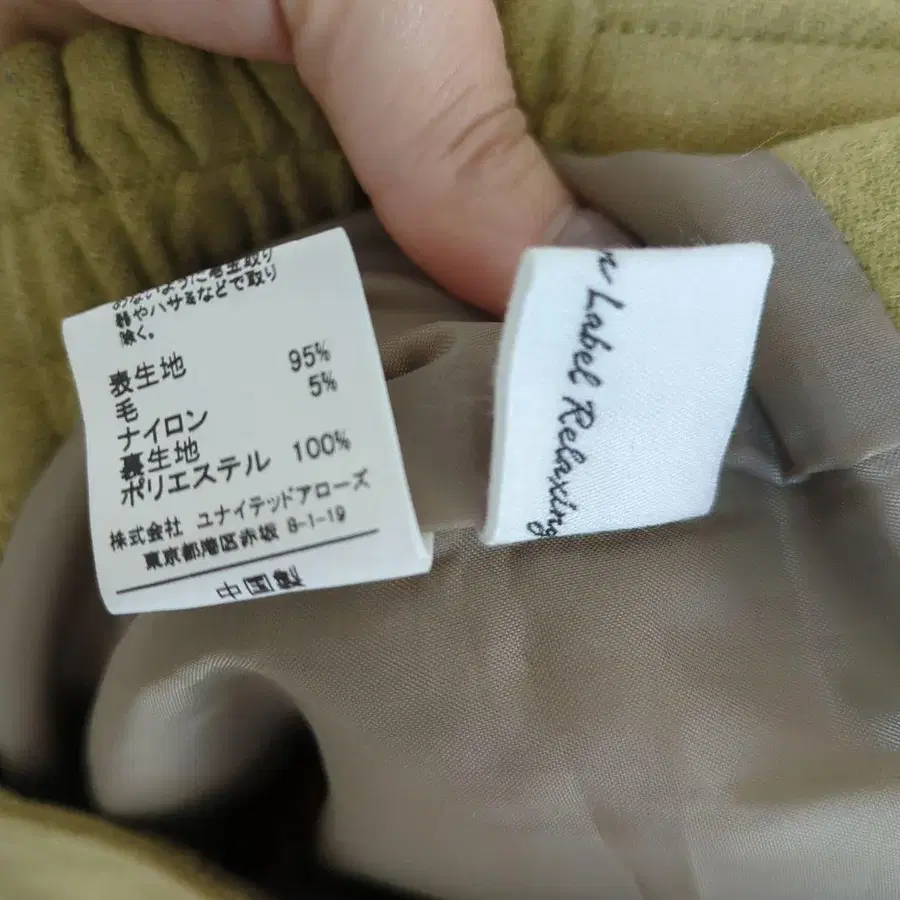 めないように毛玉取り
器やハサミなどで取り
除く。
表生地
毛 95%
ナイロン 5%
裏生地
ポリエステル 100%
株式会社 ユナイテッドアローズ
東京都港区赤坂 8-1-19
中国製
n Label Relaxing